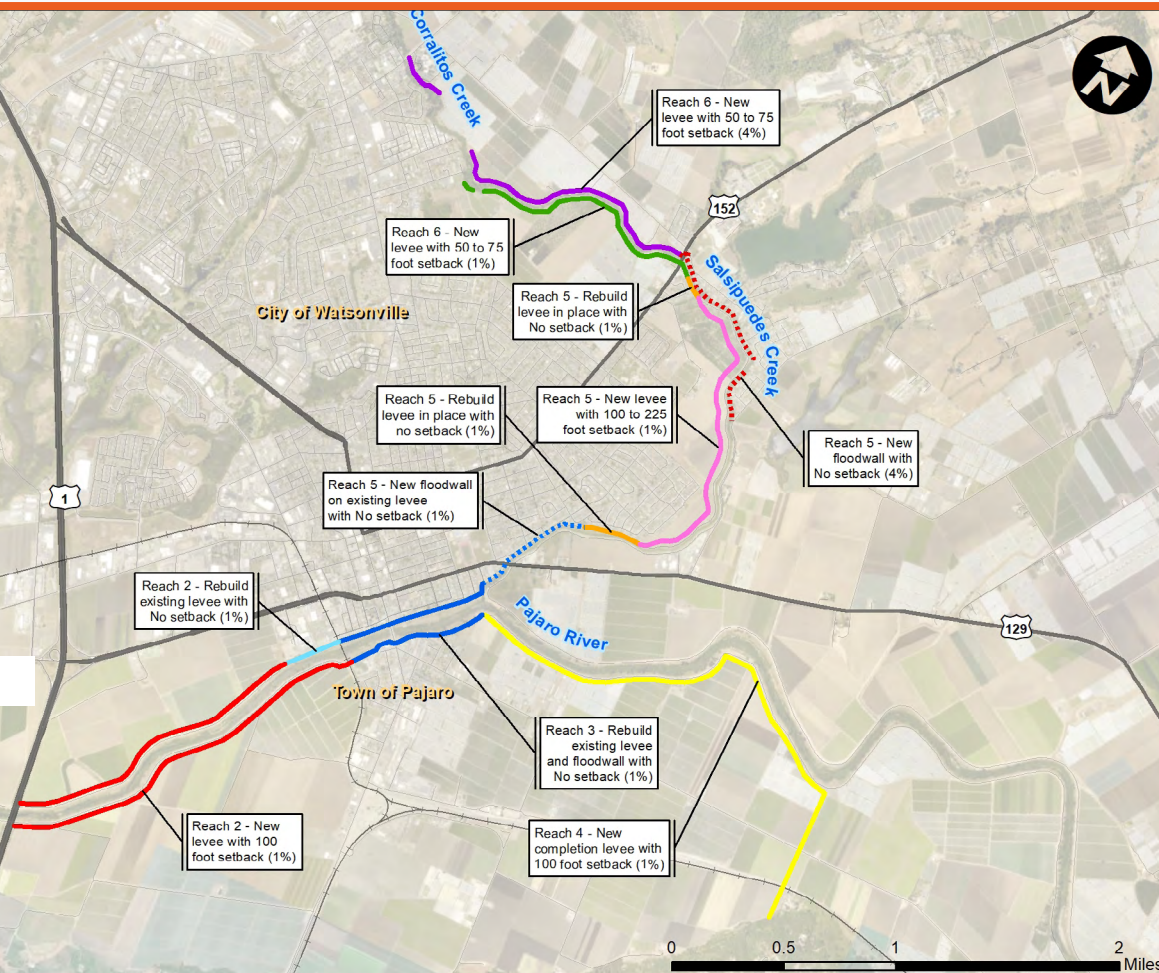 Corralitos Creek
N
Reach 6 - New
levee with 50 to 75
foot setback (4%)
152
Reach 6 - New
levee with 50 to 75
foot setback (1%)
Salsipuedes Creek
Reach 5 - Rebuild
levee in place with
No setback (1%)
City of Watsonville
Reach 5 - Rebuild
levee in place with
no setback (1%)
Reach 5 - New levee
with 100 to 225
foot setback (1%)
Reach 5 - New
floodwall with
No setback (4%)
1
Reach 5 - New floodwall
on existing levee
with No setback (1%)
Reach 2 - Rebuild
existing levee with
No setback (1%)
Pajaro River
129
Town of Pajaro
Reach 3 - Rebuild
existing levee
and floodwall with
No setback (1%)
Reach 2 - New
levee with 100
foot setback (1%)
Reach 4 - New
completion levee with
100 foot setback (1%)
0 0.5 1 2
Miles